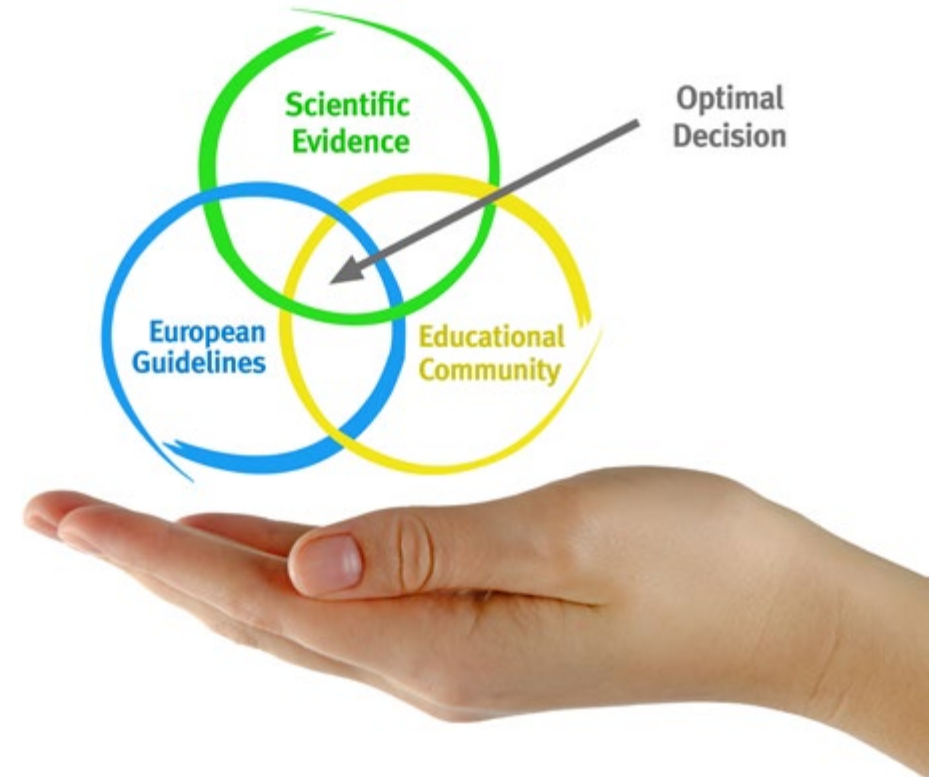 Scientific
Evidence
Optimal
Decision
European
Guidelines
Educational
Community